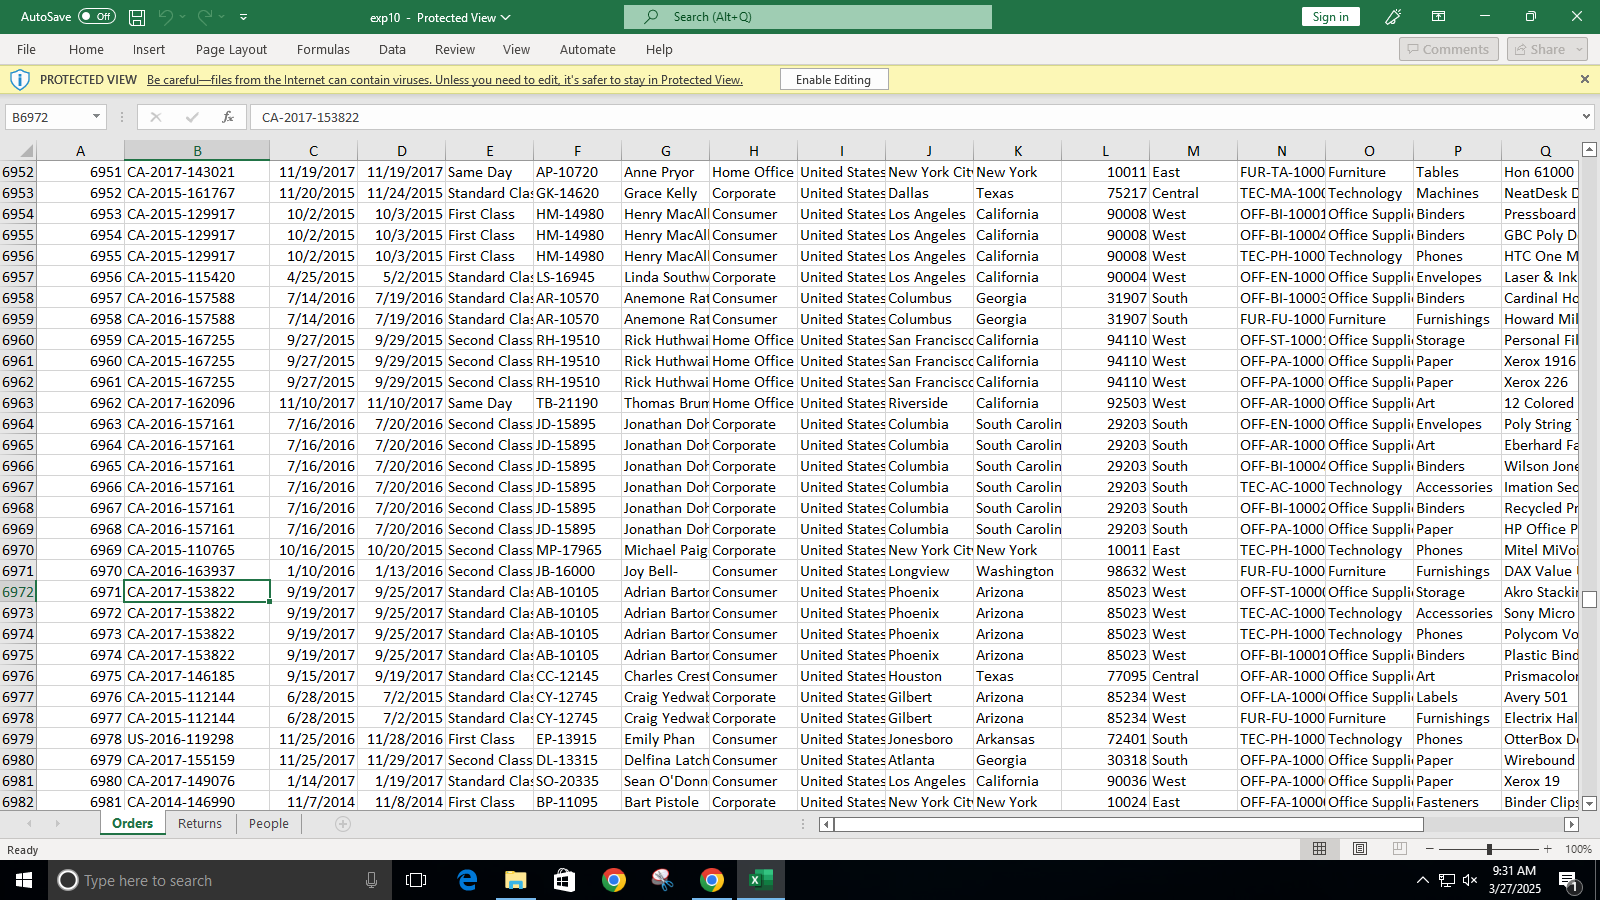 AutoSave Off exp10 - Protected View Search (Alt+Q) Sign in
File Home Insert Page Layout Formulas Data Review View Automate Help Comments Share
PROTECTED VIEW Be careful—files from the Internet can contain viruses. Unless you need to edit, it's safer to stay in Protected View. Enable Editing
B6972 fx CA-2017-153822
A B C D E F G H I J K L M N O P Q
6952 6951 CA-2017-143021 11/19/2017 11/19/2017 Same Day AP-10720 Anne Pryor Home Office United States New York Cit New York 10011 East FUR-TA-1000 Furniture Tables Hon 61000
6953 6952 CA-2015-161767 11/20/2015 11/24/2015 Standard Clas GK-14620 Grace Kelly Corporate United States Dallas Texas 75217 Central TEC-MA-1000 Technology Machines NeatDesk D
6954 6953 CA-2015-129917 10/2/2015 10/3/2015 First Class HM-14980 Henry MacAll Consumer United States Los Angeles California 90008 West OFF-BI-10001 Office Suppli Binders Pressboard
6955 6954 CA-2015-129917 10/2/2015 10/3/2015 First Class HM-14980 Henry MacAll Consumer United States Los Angeles California 90008 West OFF-BI-10004 Office Suppli Binders GBC Poly D
6956 6955 CA-2015-129917 10/2/2015 10/3/2015 First Class HM-14980 Henry MacAll Consumer United States Los Angeles California 90008 West TEC-PH-1000 Technology Phones HTC One M
6957 6956 CA-2015-115420 4/25/2015 5/2/2015 Standard Clas LS-16945 Linda Southw Corporate United States Los Angeles California 90004 West OFF-EN-1000 Office Suppli Envelopes Laser & Ink
6958 6957 CA-2016-157588 7/14/2016 7/19/2016 Standard Clas AR-10570 Anemone Rat Consumer United States Columbus Georgia 31907 South OFF-BI-10003 Office Suppli Binders Cardinal Ho
6959 6958 CA-2016-157588 7/14/2016 7/19/2016 Standard Clas AR-10570 Anemone Rat Consumer United States Columbus Georgia 31907 South FUR-FU-1000 Furniture Furnishings Howard Mil
6960 6959 CA-2015-167255 9/27/2015 9/29/2015 Second Class RH-19510 Rick Huthwai Home Office United States San Francisco California 94110 West OFF-ST-1000 Office Suppli Storage Personal Fil
6961 6960 CA-2015-167255 9/27/2015 9/29/2015 Second Class RH-19510 Rick Huthwai Home Office United States San Francisco California 94110 West OFF-PA-1000 Office Suppli Paper Xerox 1916
6962 6961 CA-2015-167255 9/27/2015 9/29/2015 Second Class RH-19510 Rick Huthwai Home Office United States San Francisco California 94110 West OFF-PA-1000 Office Suppli Paper Xerox 226
6963 6962 CA-2017-162096 11/10/2017 11/10/2017 Same Day TB-21190 Thomas Brum Home Office United States Riverside California 92503 West OFF-AR-1000 Office Suppli Art 12 Colored
6964 6963 CA-2016-157161 7/16/2016 7/20/2016 Second Class JD-15895 Jonathan Doh Corporate United States Columbia South Carolin 29203 South OFF-EN-1000 Office Suppli Envelopes Poly String
6965 6964 CA-2016-157161 7/16/2016 7/20/2016 Second Class JD-15895 Jonathan Doh Corporate United States Columbia South Carolin 29203 South OFF-AR-1000 Office Suppli Art Eberhard Fa
6966 6965 CA-2016-157161 7/16/2016 7/20/2016 Second Class JD-15895 Jonathan Doh Corporate United States Columbia South Carolin 29203 South OFF-BI-10004 Office Suppli Binders Wilson Jone
6967 6966 CA-2016-157161 7/16/2016 7/20/2016 Second Class JD-15895 Jonathan Doh Corporate United States Columbia South Carolin 29203 South TEC-AC-1000 Technology Accessories Imation Sec
6968 6967 CA-2016-157161 7/16/2016 7/20/2016 Second Class JD-15895 Jonathan Doh Corporate United States Columbia South Carolin 29203 South OFF-BI-10002 Office Suppli Binders Recycled Pr
6969 6968 CA-2016-157161 7/16/2016 7/20/2016 Second Class JD-15895 Jonathan Doh Corporate United States Columbia South Carolin 29203 South OFF-PA-1000 Office Suppli Paper HP Office P
6970 6969 CA-2015-110765 10/16/2015 10/20/2015 Second Class MP-17965 Michael Paig Corporate United States New York Cit New York 10011 East TEC-PH-1000 Technology Phones Mitel MiVoi
6971 6970 CA-2016-163937 1/10/2016 1/13/2016 Second Class JB-16000 Joy Bell- Consumer United States Longview Washington 98632 West FUR-FU-1000 Furniture Furnishings DAX Value
6972 6971 CA-2017-153822 9/19/2017 9/25/2017 Standard Clas AB-10105 Adrian Barton Consumer United States Phoenix Arizona 85023 West OFF-ST-1000 Office Suppli Storage Akro Stackin
6973 6972 CA-2017-153822 9/19/2017 9/25/2017 Standard Clas AB-10105 Adrian Barton Consumer United States Phoenix Arizona 85023 West TEC-AC-1000 Technology Accessories Sony Micro
6974 6973 CA-2017-153822 9/19/2017 9/25/2017 Standard Clas AB-10105 Adrian Barton Consumer United States Phoenix Arizona 85023 West TEC-PH-1000 Technology Phones Polycom Vo
6975 6974 CA-2017-153822 9/19/2017 9/25/2017 Standard Clas AB-10105 Adrian Barton Consumer United States Phoenix Arizona 85023 West OFF-BI-10001 Office Suppli Binders Plastic Bind
6976 6975 CA-2017-146185 9/15/2017 9/19/2017 Standard Clas CC-12145 Charles Crest Consumer United States Houston Texas 77095 Central OFF-AR-1000 Office Suppli Art Prismacolor
6977 6976 CA-2015-112144 6/28/2015 7/2/2015 Standard Clas CY-12745 Craig Yedwab Corporate United States Gilbert Arizona 85234 West OFF-LA-1000 Office Suppli Labels Avery 501
6978 6977 CA-2015-112144 6/28/2015 7/2/2015 Standard Clas CY-12745 Craig Yedwab Corporate United States Gilbert Arizona 85234 West FUR-FU-1000 Furniture Furnishings Electrix Hal
6979 6978 US-2016-119298 11/25/2016 11/28/2016 First Class EP-13915 Emily Phan Consumer United States Jonesboro Arkansas 72401 South TEC-PH-1000 Technology Phones OtterBox De
6980 6979 CA-2017-155159 11/25/2017 11/29/2017 Second Class DL-13315 Delfina Latch Consumer United States Atlanta Georgia 30318 South OFF-PA-1000 Office Suppli Paper Wirebound
6981 6980 CA-2017-149076 1/14/2017 1/19/2017 Standard Clas SO-20335 Sean O'Donn Consumer United States Los Angeles California 90036 West OFF-PA-1000 Office Suppli Paper Xerox 19
6982 6981 CA-2014-146990 11/7/2014 11/8/2014 First Class BP-11095 Bart Pistole Corporate United States New York Cit New York 10024 East OFF-FA-1000 Office Suppli Fasteners Binder Clips
Orders Returns People
Ready 100%
Type here to search 9:31 AM
3/27/2025 1